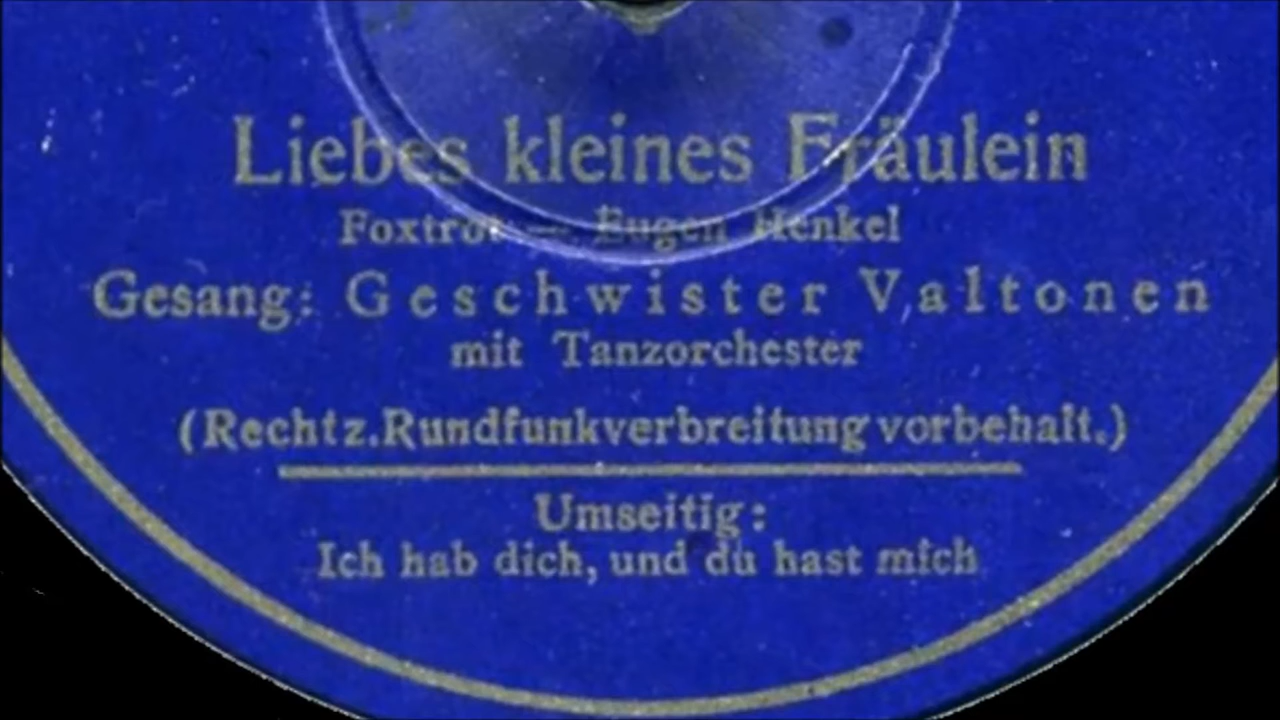 Liebes kleines Fräulein
Foxtrot — Eugen Henkel
Gesang: Geschwister Valtonen
mit Tanzorchester
(Rechtz.Rundfunkverbreitung vorbehalt.)
Umseitig:
Ich hab dich, und du hast mich